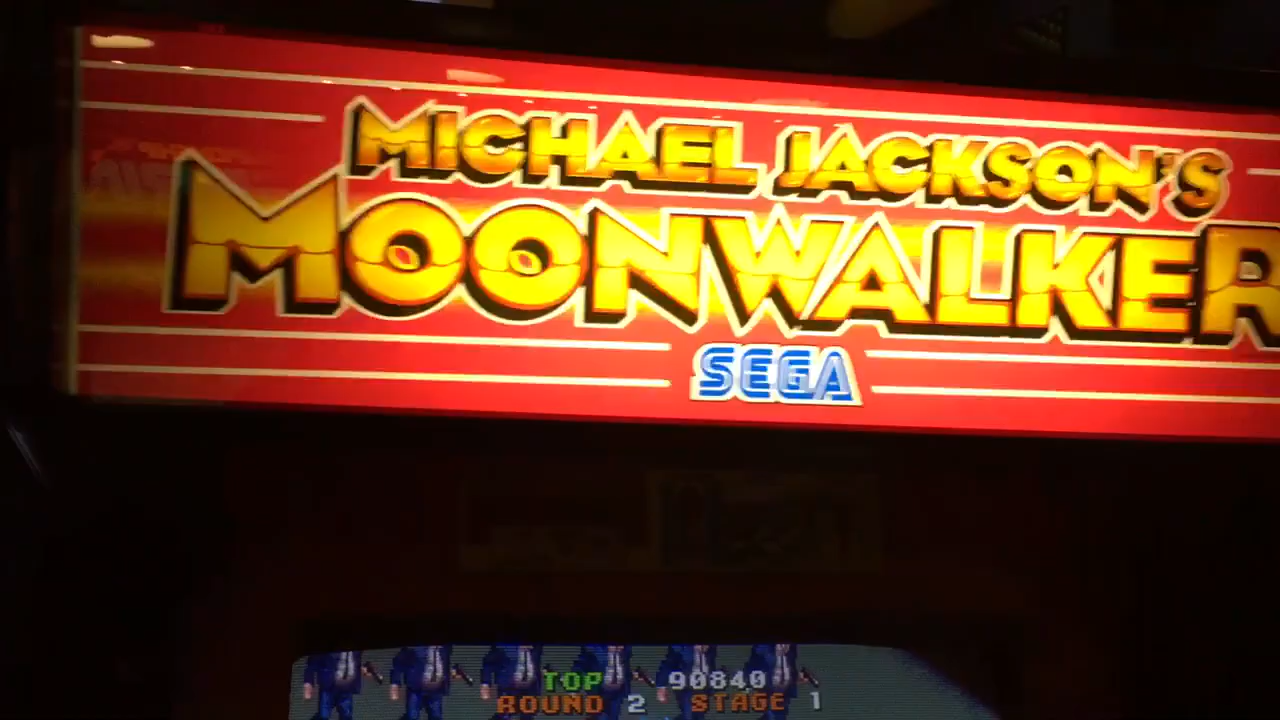 MICHAEL JACKSON'S
MOONWALKER
SEGA
TOP 90840
ROUND 2 STAGE 1